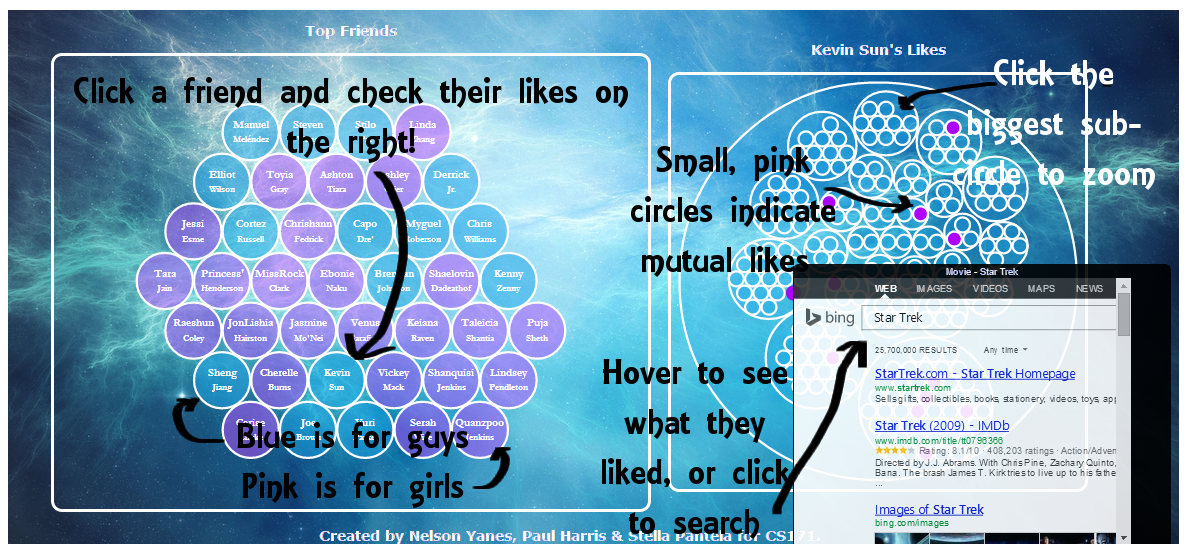 Top Friends
Click a friend and check their likes on
the right!
Manuel
Meléndez
Steven
Stilo
Linda
Elliot
Wilson
Toyia
Gray
Ashton
Tiara
Derrick
Jr.
Jessi
Esme
Cortez
Russell
Chrishann
Fedrick
Capo
Dre'
Myguel
Roberson
Chris
Williams
Tara
Jain
Princess'
Henderson
MissRock
Clark
Ebonie
Naku
Shaelovin
Dadeathof
Kenny
Zenny
Raeshun
Coley
JonLishia
Hairston
Jasmine
Mo'Nei
Venus
Keiana
Raven
Taleicia
Shantia
Puja
Sheth
Sheng
Jiang
Cherelle
Burns
Kevin
Sun
Vickey
Mack
Shanquisi
Jenkins
Lindsey
Pendleton
Joe
Brown
Yuri
Serah
Quanzpoo
Jenkins
Blue is for guys
Pink is for girls
Kevin Sun's Likes
Click the
biggest sub-
circle to zoom
Small, pink
circles indicate
mutual likes
Hover to see
what they
liked, or click
to search
Movie - Star Trek
WEB IMAGES VIDEOS MAPS NEWS
bing
Star Trek
25,700,000 RESULTS Any time
StarTrek.com - Star Trek Homepage
www.startrek.com
Sells gifts, collectibles, books, stationery, videos, toys, app
Star Trek (2009) - IMDb
www.imdb.com/title/tt0796366
Rating: 8.1/10 · 408,203 ratings · Action/Adven
Directed by J.J. Abrams. With Chris Pine, Zachary Quinto,
Bana. The brash James T. Kirk tries to live up to his fathe
...
Images of Star Trek
bing.com/images
Created by Nelson Yanes, Paul Harris & Stella Pantela for CS171.